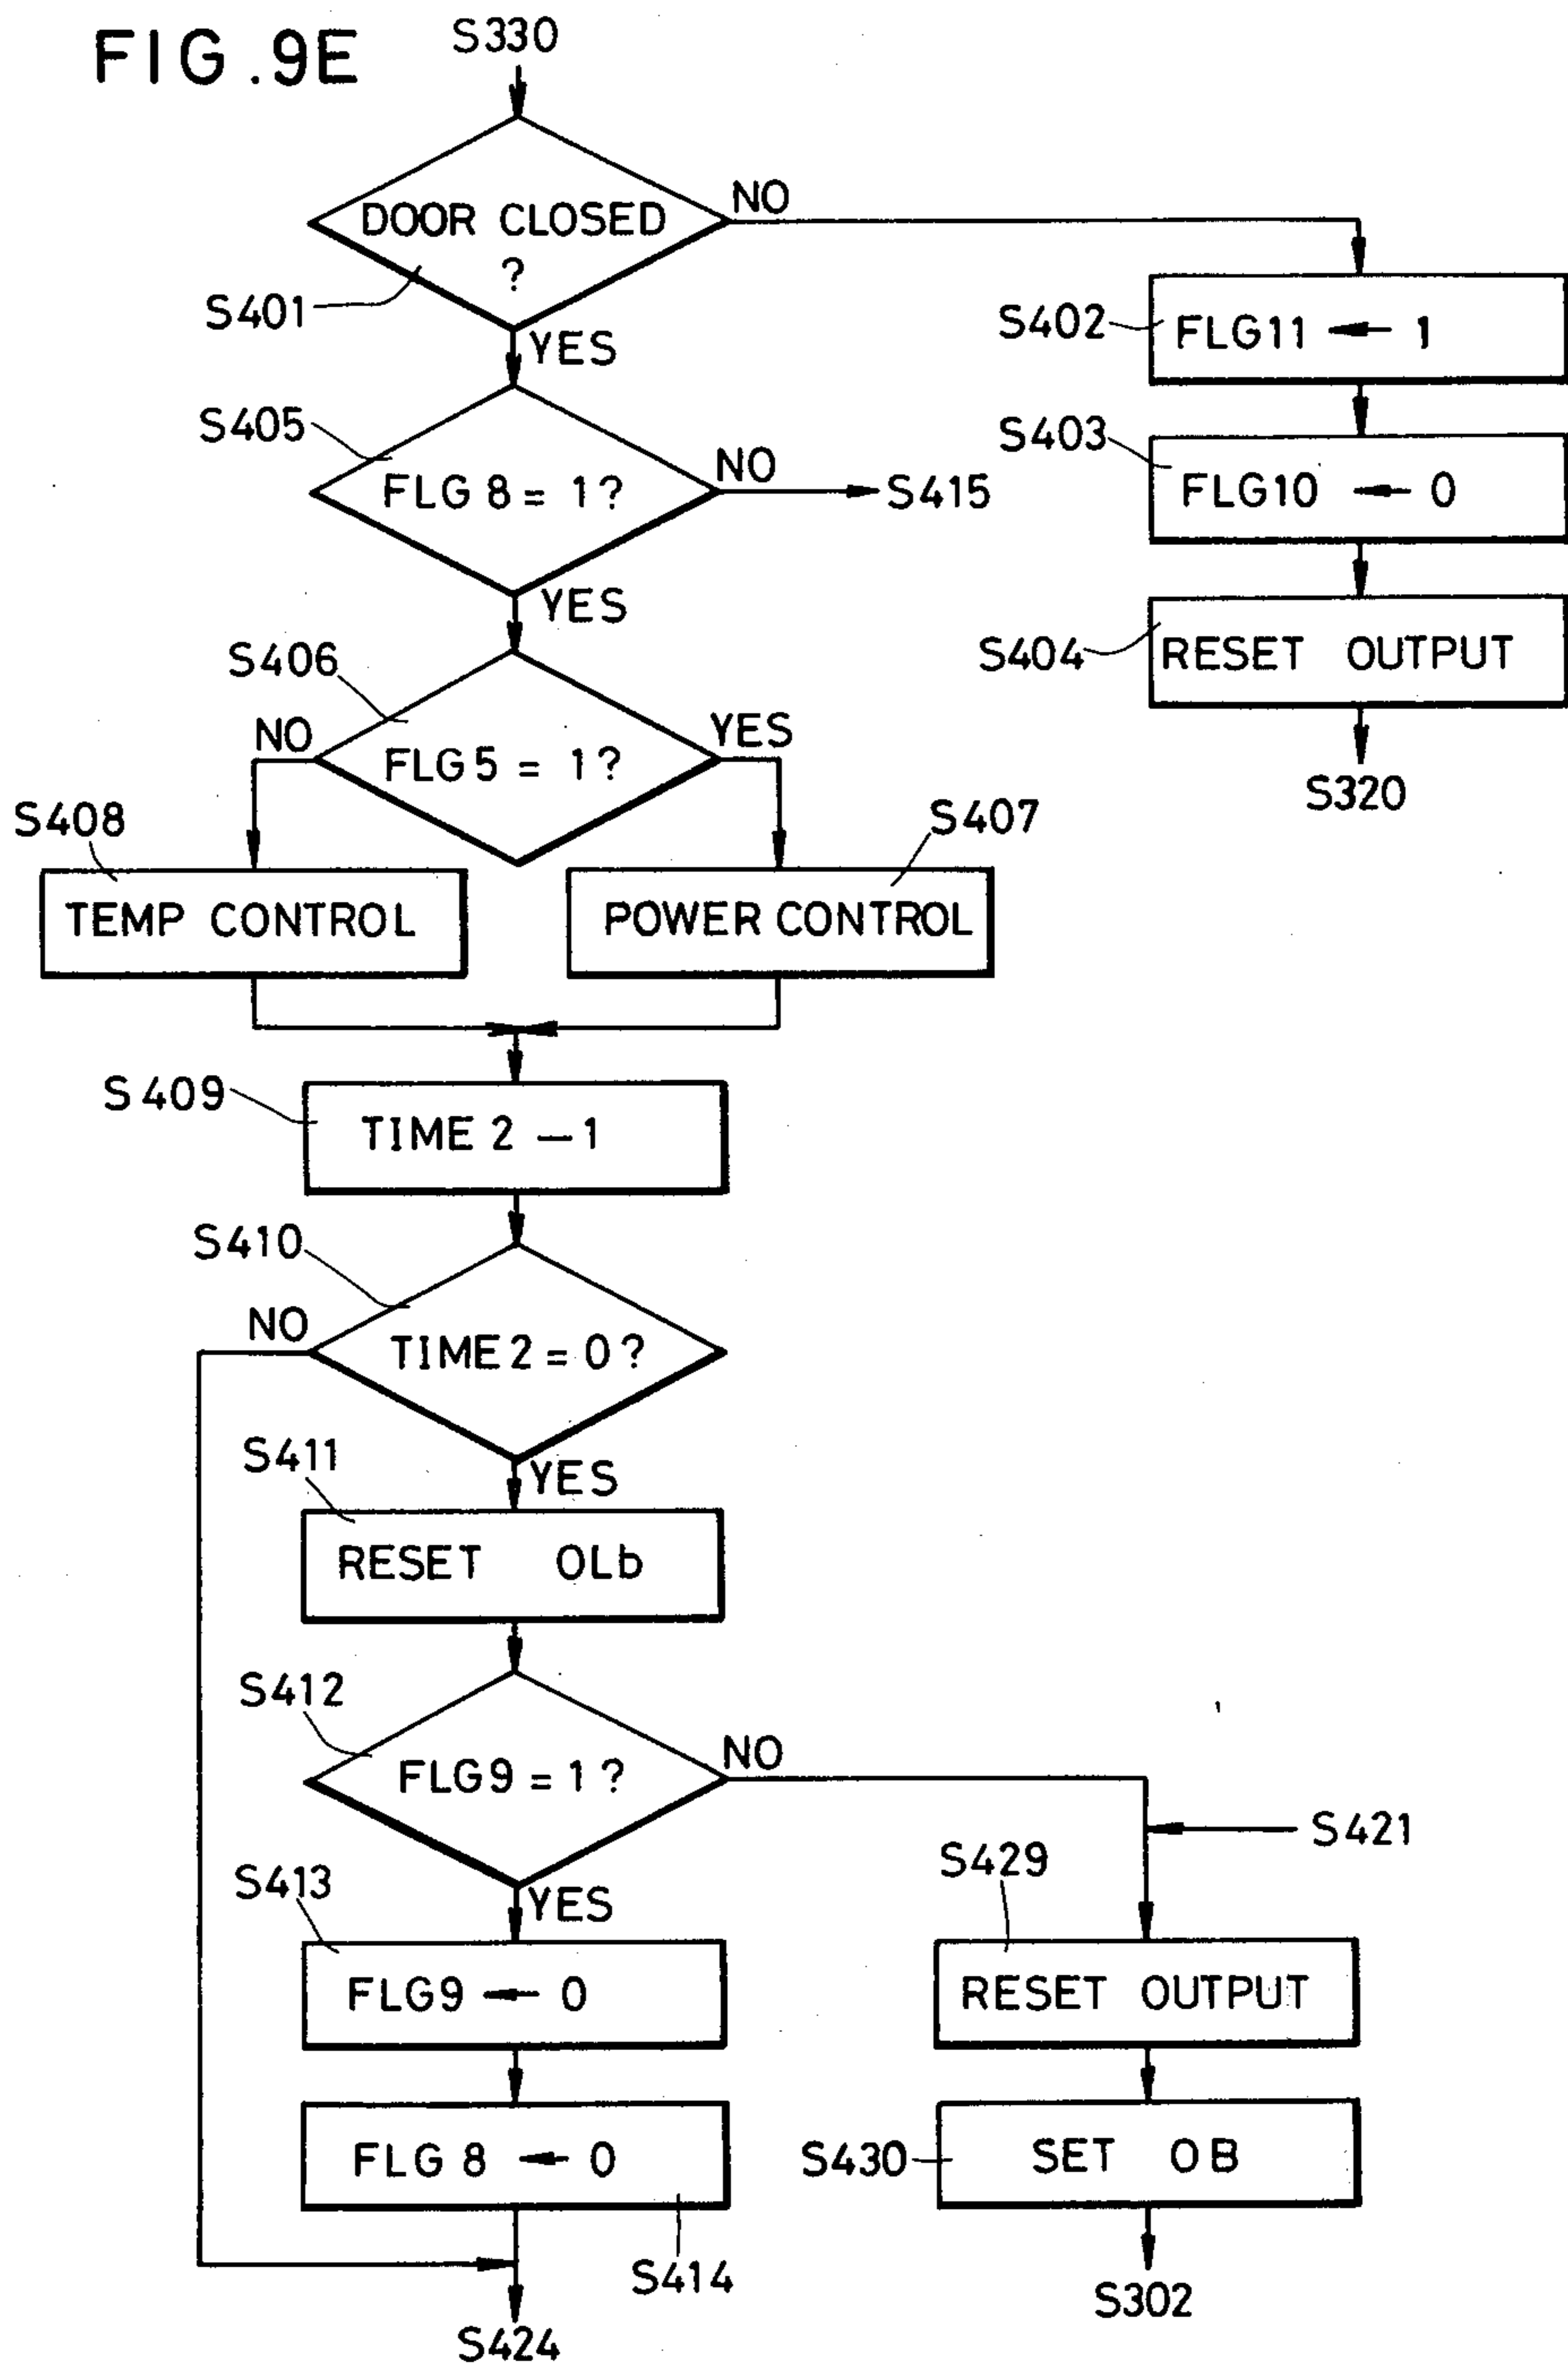 FIG.9E
S330
DOOR CLOSED
?
NO
S401
YES
S402
FLG11 ← 1
S403
FLG10 ← 0
S404
RESET OUTPUT
S320
S405
FLG 8 = 1?
NO
S415
YES
S406
FLG5 = 1?
NO
YES
S408
TEMP CONTROL
S407
POWER CONTROL
S409
TIME 2 – 1
S410
TIME2 = 0?
NO
YES
S411
RESET OLb
S412
FLG9 = 1?
NO
YES
S421
S413
FLG9 ← 0
S429
RESET OUTPUT
FLG 8 ← 0
S414
S430
SET OB
S302
S424